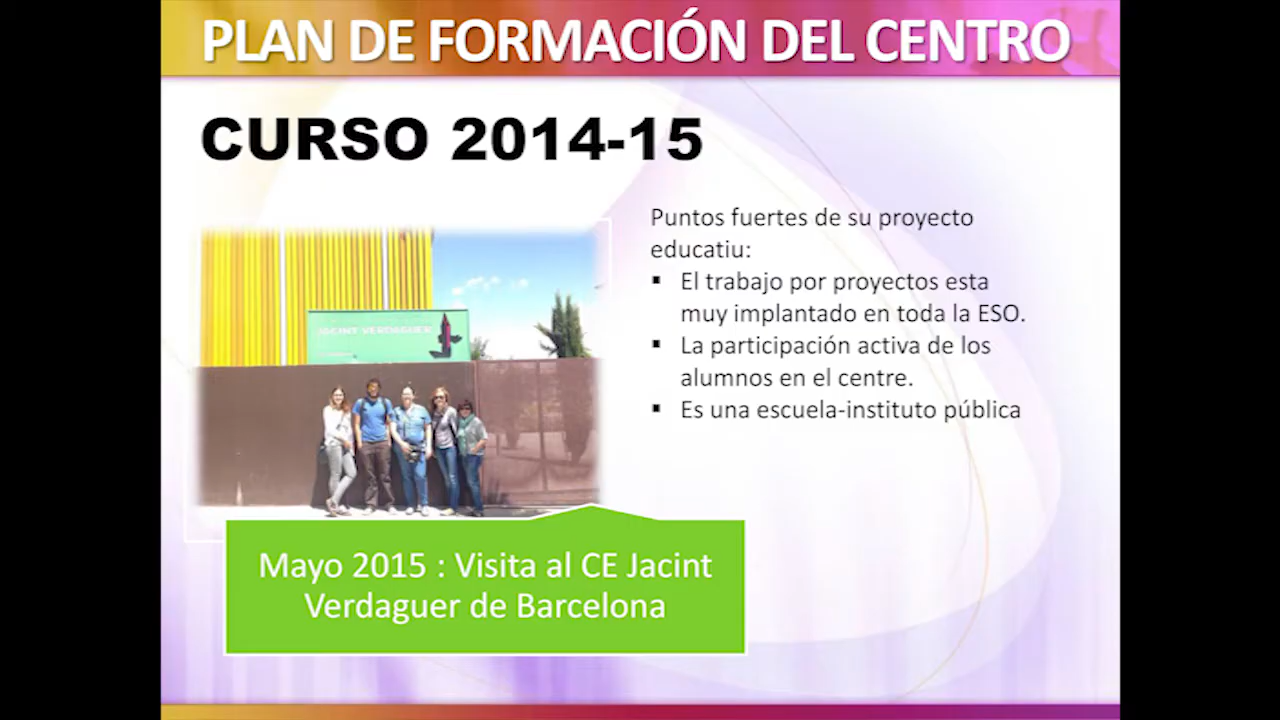 PLAN DE FORMACIÓN DEL CENTRO
CURSO 2014-15
Puntos fuertes de su proyecto
educatiu:
▪ El trabajo por proyectos esta
muy implantado en toda la ESO.
▪ La participación activa de los
alumnos en el centre.
▪ Es una escuela-instituto pública
JACINT VERDAGUER
Mayo 2015 : Visita al CE Jacint
Verdaguer de Barcelona